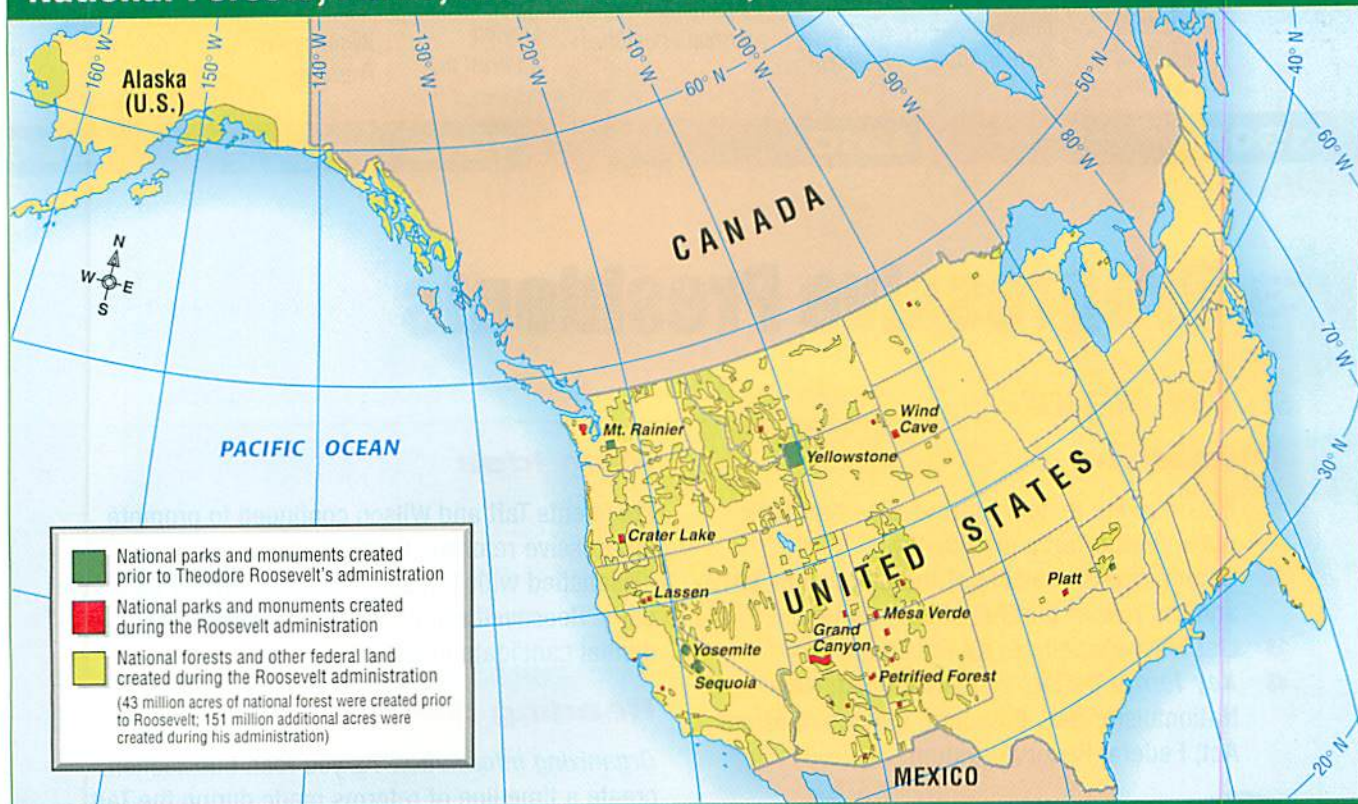 National Forests,
160° W
150° W
140° W
130° W
120° W
110° W
100° W
90° W
80° W
70° W
60° W
60° N
50° N
40° N
30° N
20° N
Alaska
(U.S.)
CANADA
N
W E
S
PACIFIC OCEAN
Mt. Rainier
Wind
Cave
Yellowstone
UNITED STATES
Crater Lake
Lassen
Platt
Mesa Verde
Grand
Canyon
Yosemite
Sequoia
Petrified Forest
MEXICO
National parks and monuments created
prior to Theodore Roosevelt's administration
National parks and monuments created
during the Roosevelt administration
National forests and other federal land
created during the Roosevelt administration
(43 million acres of national forest were created prior
to Roosevelt; 151 million additional acres were
created during his administration)